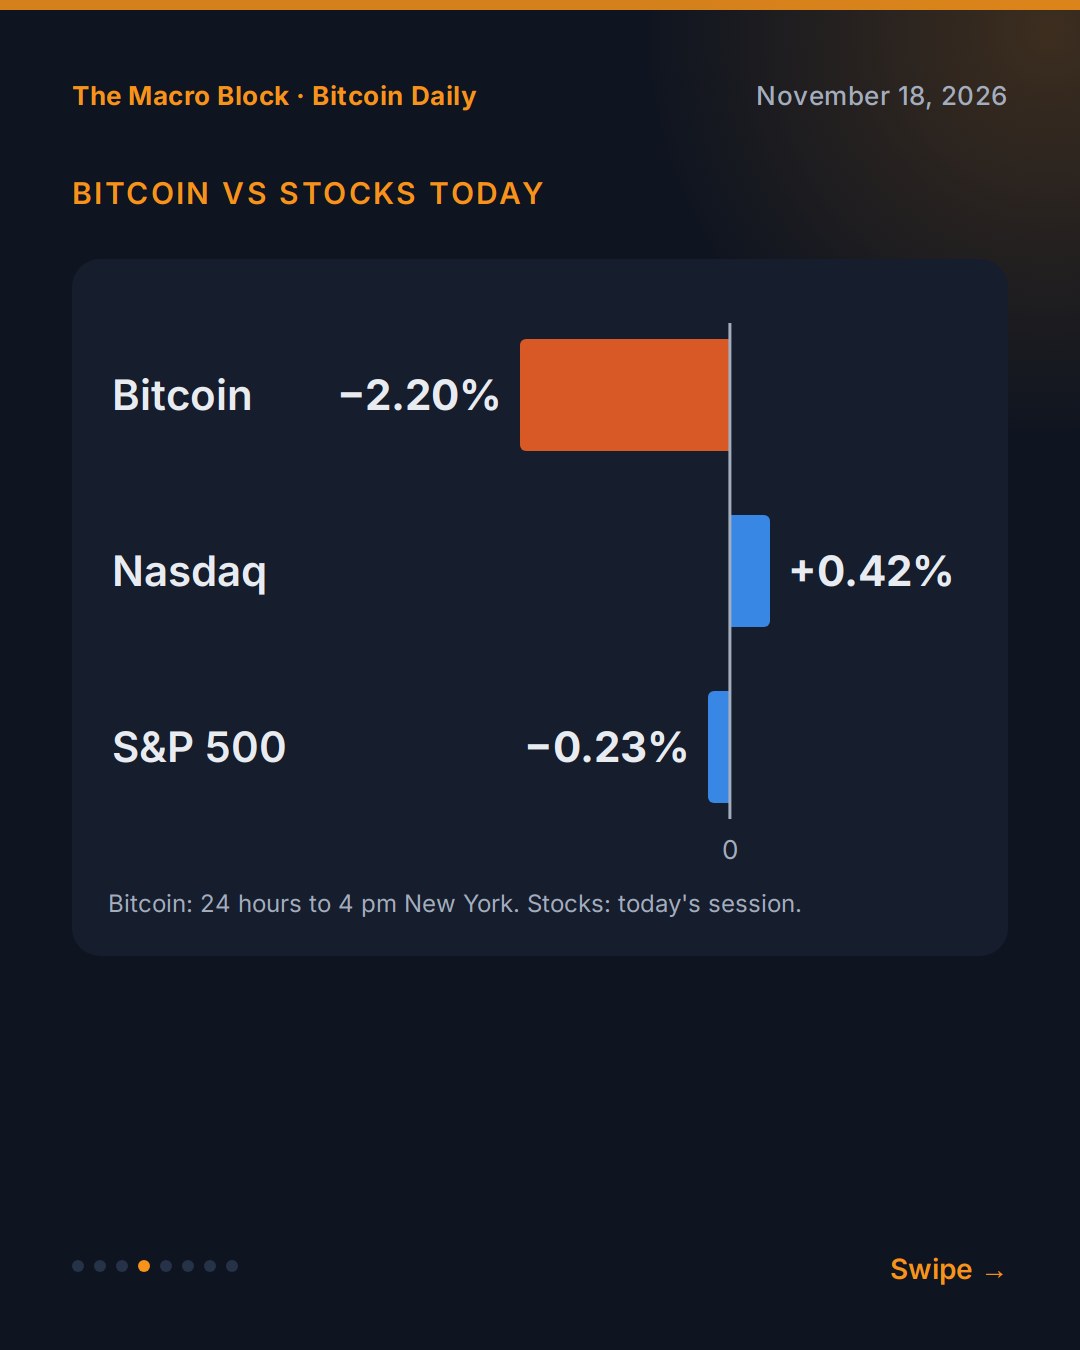 The Macro Block · Bitcoin Daily
November 18, 2026
BITCOIN VS STOCKS TODAY
Bitcoin −2.20%
Nasdaq +0.42%
S&P 500 −0.23%
0
Bitcoin: 24 hours to 4 pm New York. Stocks: today's session.
Swipe →